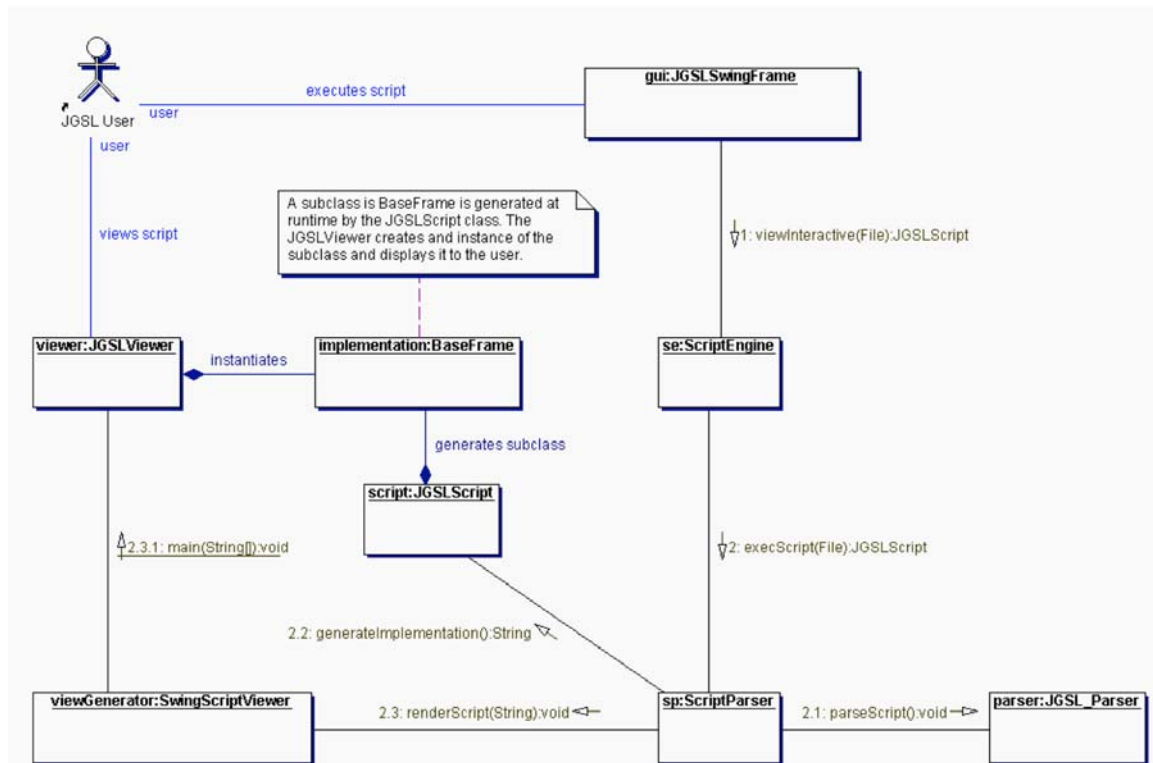 gui:JGSLSwingFrame
executes script
user
JGSL User
user
A subclass is BaseFrame is generated at
runtime by the JGSLScript class. The
JGSLViewer creates and instance of the
subclass and displays it to the user.
views script
1: viewInteractive(File):JGSLScript
viewer:JGSLViewer
implementation:BaseFrame
se:ScriptEngine
instantiates
generates subclass
script:JGSLScript
2.3.1: main(String[]):void
2: execScript(File):JGSLScript
2.2: generateImplementation():String
viewGenerator:SwingScriptViewer
2.3: renderScript(String):void
sp:ScriptParser
2.1: parseScript():void
parser:JGSL_Parser